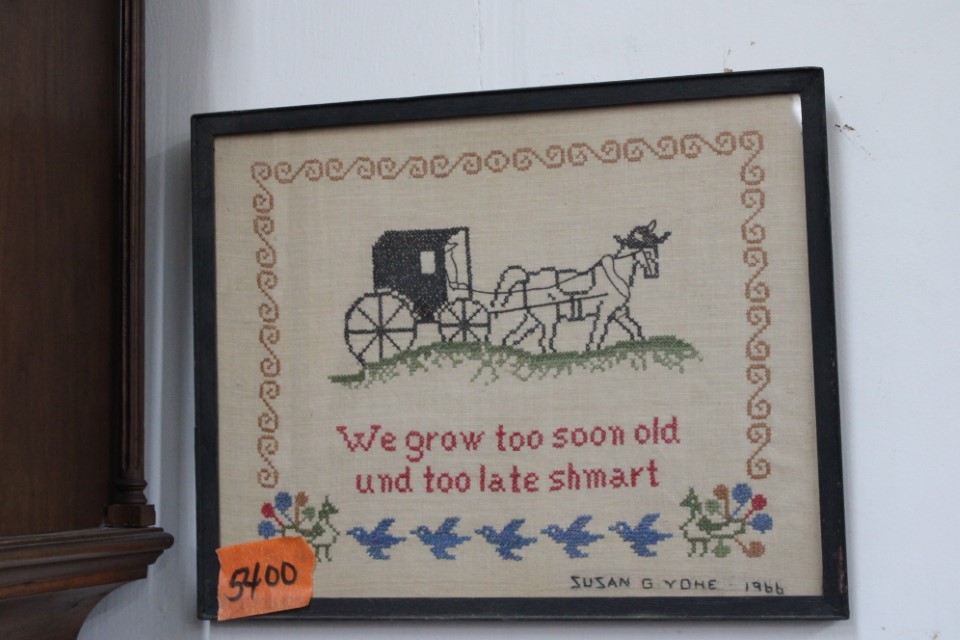 We grow too soon old
und too late shmart
SUSAN G YOHE 1966
5400